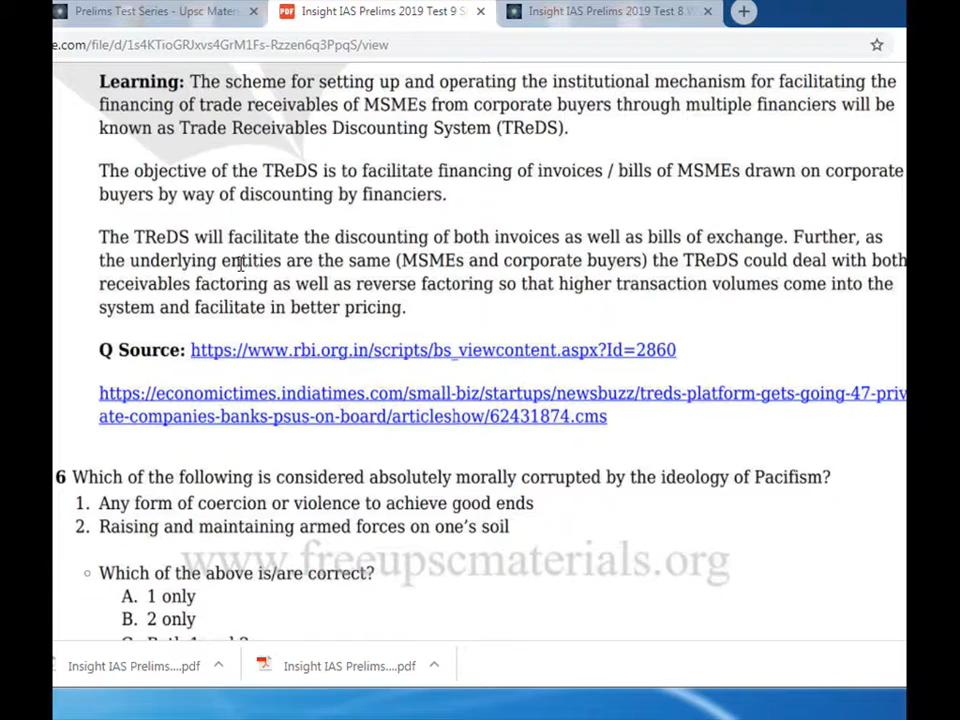 Prelims Test Series - Upsc Mater
Insight IAS Prelims 2019 Test 9 S
Insight IAS Prelims 2019 Test 8.W
e.com/file/d/1s4KTioGRJxvs4GrM1Fs-Rzzen6q3PpqS/view
Learning: The scheme for setting up and operating the institutional mechanism for facilitating the
financing of trade receivables of MSMEs from corporate buyers through multiple financiers will be
known as Trade Receivables Discounting System (TReDS).
The objective of the TReDS is to facilitate financing of invoices / bills of MSMEs drawn on corporate
buyers by way of discounting by financiers.
The TReDS will facilitate the discounting of both invoices as well as bills of exchange. Further, as
the underlying entities are the same (MSMEs and corporate buyers) the TReDS could deal with both
receivables factoring as well as reverse factoring so that higher transaction volumes come into the
system and facilitate in better pricing.
Q Source: https://www.rbi.org.in/scripts/bs_viewcontent.aspx?Id=2860
https://economictimes.indiatimes.com/small-biz/startups/newsbuzz/treds-platform-gets-going-47-priv
ate-companies-banks-psus-on-board/articleshow/62431874.cms
6 Which of the following is considered absolutely morally corrupted by the ideology of Pacifism?
1. Any form of coercion or violence to achieve good ends
2. Raising and maintaining armed forces on one's soil
www.freeupscmaterials.org
Which of the above is/are correct?
A. 1 only
B. 2 only
Insight IAS Prelims....pdf
PDF
Insight IAS Prelims....pdf